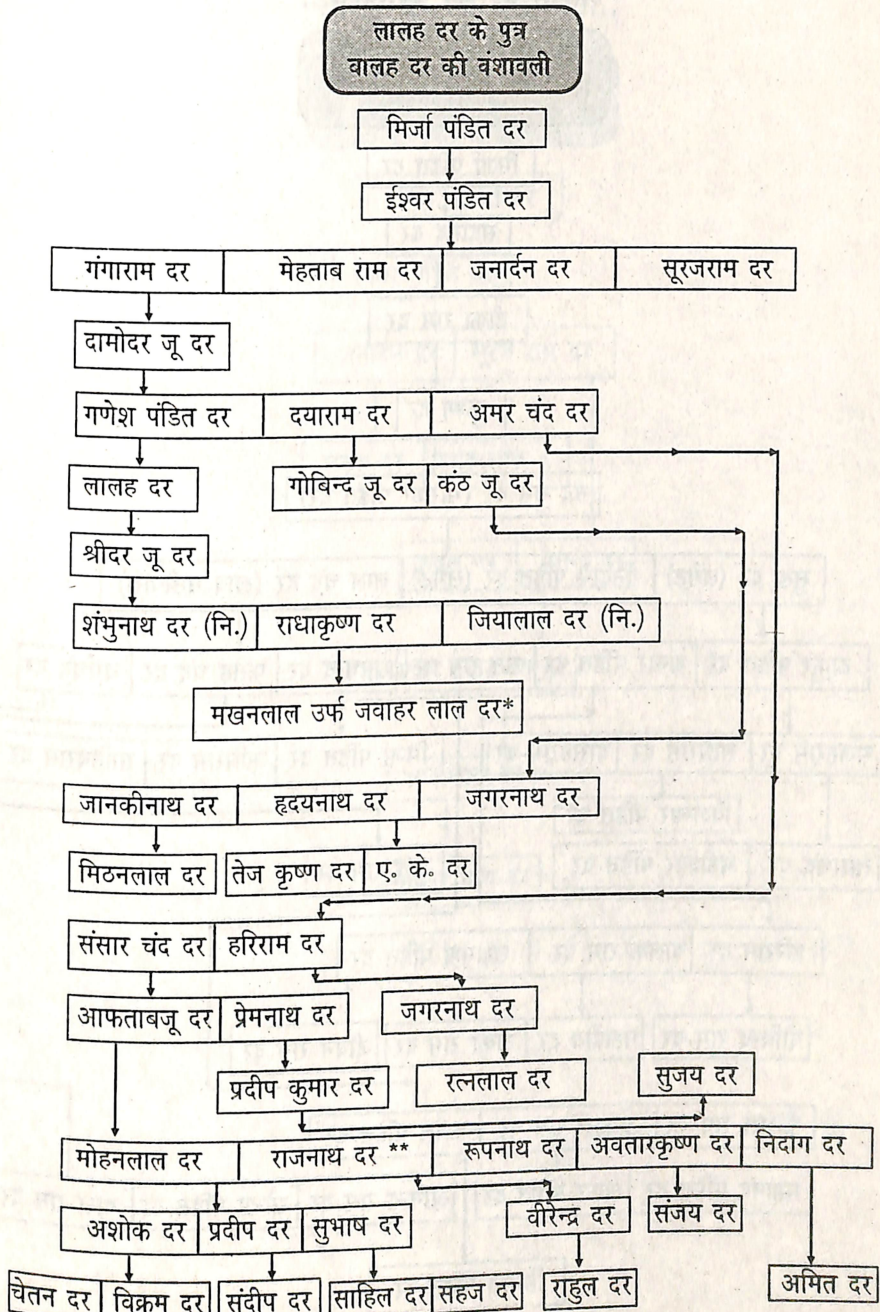 लालह दर के पुत्र
वालह दर की वंशावली
मिर्जा पंडित दर
ईश्वर पंडित दर
गंगाराम दर मेहताब राम दर जनार्दन दर सूरजराम दर
दामोदर जू दर
गणेश पंडित दर दयाराम दर अमर चंद दर
लालह दर गोबिन्द जू दर कंठ जू दर
श्रीदर जू दर
शंभुनाथ दर (नि.) राधाकृष्ण दर जियालाल दर (नि.)
मखनलाल उर्फ जवाहर लाल दर*
जानकीनाथ दर हृदयनाथ दर जगरनाथ दर
मिठनलाल दर तेज कृष्ण दर ए. के. दर
संसार चंद दर हरिराम दर
आफताबजू दर प्रेमनाथ दर जगरनाथ दर
प्रदीप कुमार दर रत्नलाल दर सुजय दर
मोहनलाल दर राजनाथ दर ** रूपनाथ दर अवतारकृष्ण दर निदाग दर
अशोक दर प्रदीप दर सुभाष दर वीरेन्द्र दर संजय दर
चेतन दर विक्रम दर संदीप दर साहिल दर सहज दर राहुल दर अमित दर